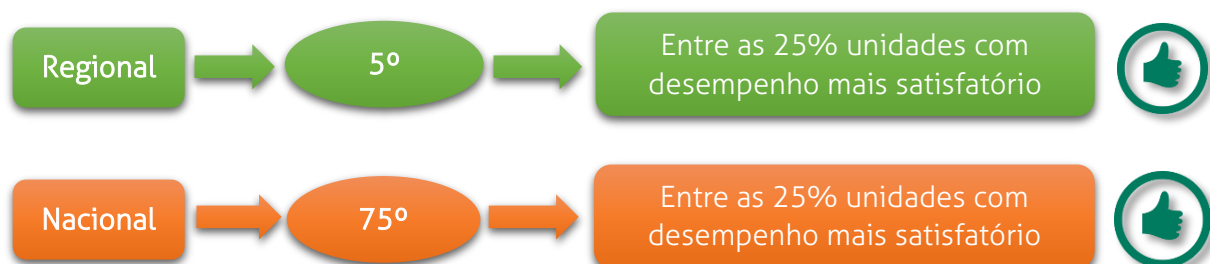 Regional
5º
Entre as 25% unidades com
desempenho mais satisfatório
Nacional
75º
Entre as 25% unidades com
desempenho mais satisfatório